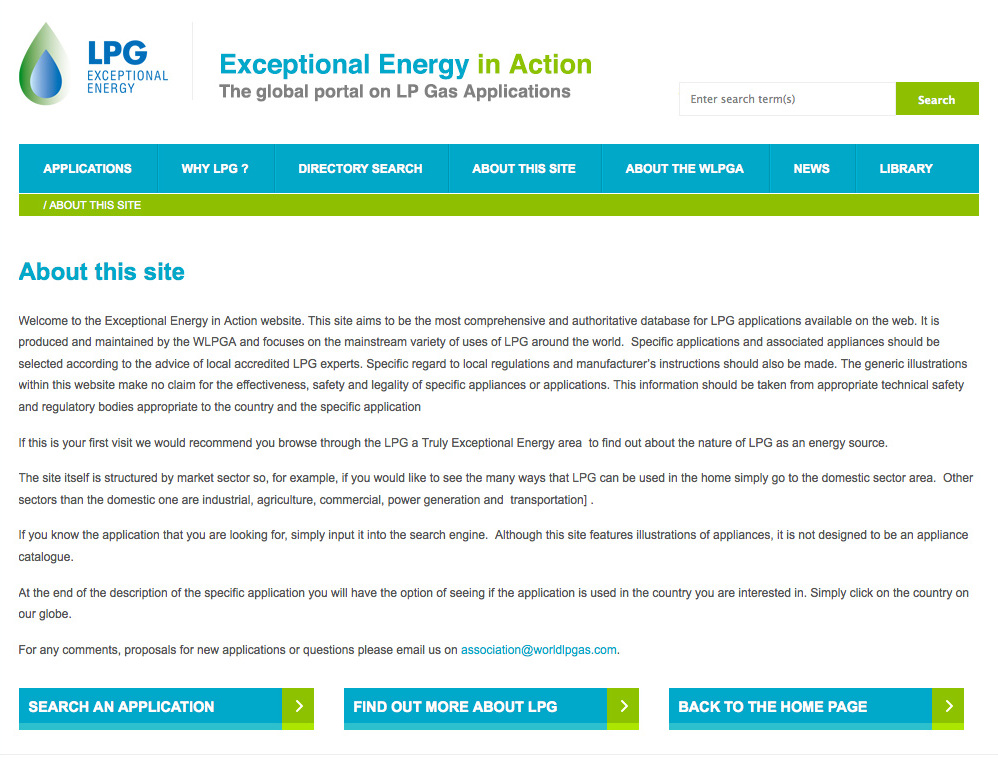 LPG
EXCEPTIONAL
ENERGY
Exceptional Energy in Action
The global portal on LP Gas Applications
Enter search term(s)
Search
APPLICATIONS
WHY LPG ?
DIRECTORY SEARCH
ABOUT THIS SITE
ABOUT THE WLPGA
NEWS
LIBRARY
/ ABOUT THIS SITE
About this site
Welcome to the Exceptional Energy in Action website. This site aims to be the most comprehensive and authoritative database for LPG applications available on the web. It is
produced and maintained by the WLPGA and focuses on the mainstream variety of uses of LPG around the world.  Specific applications and associated appliances should be
selected according to the advice of local accredited LPG experts. Specific regard to local regulations and manufacturer's instructions should also be made. The generic illustrations
within this website make no claim for the effectiveness, safety and legality of specific appliances or applications. This information should be taken from appropriate technical safety
and regulatory bodies appropriate to the country and the specific application
If this is your first visit we would recommend you browse through the LPG a Truly Exceptional Energy area  to find out about the nature of LPG as an energy source.
The site itself is structured by market sector so, for example, if you would like to see the many ways that LPG can be used in the home simply go to the domestic sector area.  Other
sectors than the domestic one are industrial, agriculture, commercial, power generation and  transportation] .
If you know the application that you are looking for, simply input it into the search engine.  Although this site features illustrations of appliances, it is not designed to be an appliance
catalogue.
At the end of the description of the specific application you will have the option of seeing if the application is used in the country you are interested in. Simply click on the country on
our globe.
For any comments, proposals for new applications or questions please email us on association@worldlpgas.com.
SEARCH AN APPLICATION
FIND OUT MORE ABOUT LPG
BACK TO THE HOME PAGE